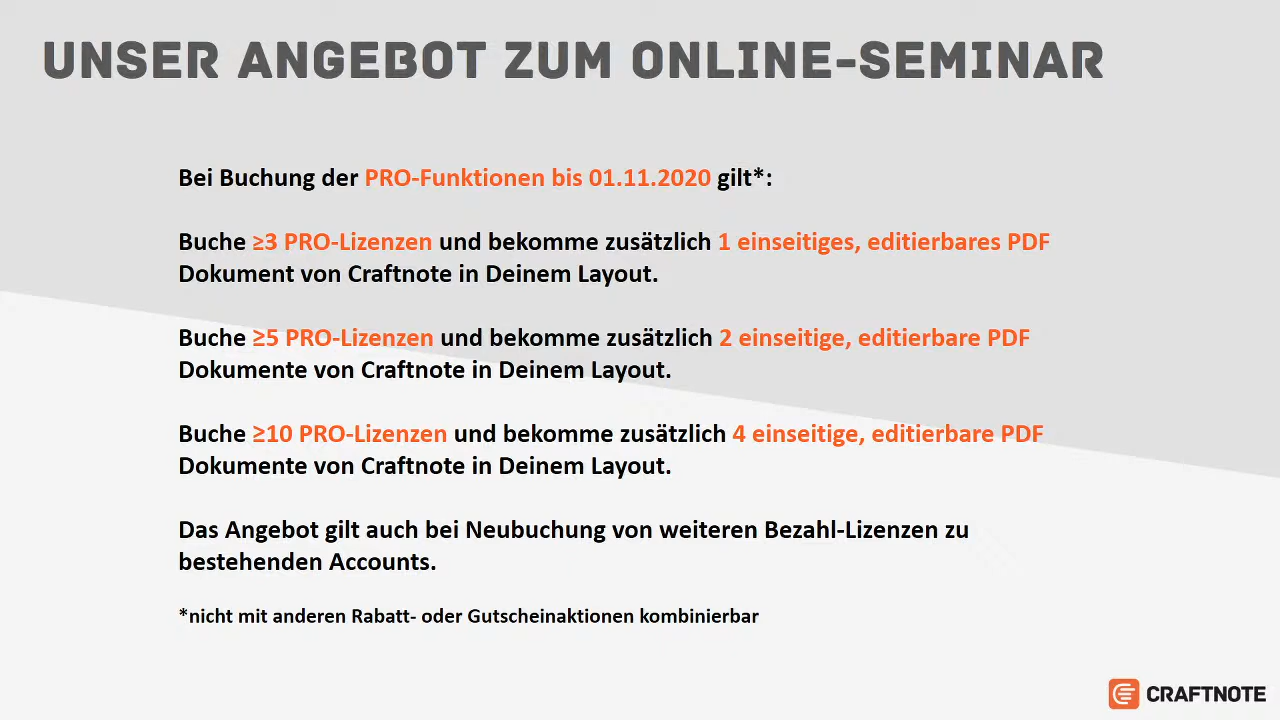 UNSER ANGEBOT ZUM ONLINE-SEMINAR
Bei Buchung der PRO-Funktionen bis 01.11.2020 gilt*:
Buche ≥3 PRO-Lizenzen und bekomme zusätzlich 1 einseitiges, editierbares PDF
Dokument von Craftnote in Deinem Layout.
Buche ≥5 PRO-Lizenzen und bekomme zusätzlich 2 einseitige, editierbare PDF
Dokumente von Craftnote in Deinem Layout.
Buche ≥10 PRO-Lizenzen und bekomme zusätzlich 4 einseitige, editierbare PDF
Dokumente von Craftnote in Deinem Layout.
Das Angebot gilt auch bei Neubuchung von weiteren Bezahl-Lizenzen zu
bestehenden Accounts.
*nicht mit anderen Rabatt- oder Gutscheinaktionen kombinierbar
CRAFTNOTE